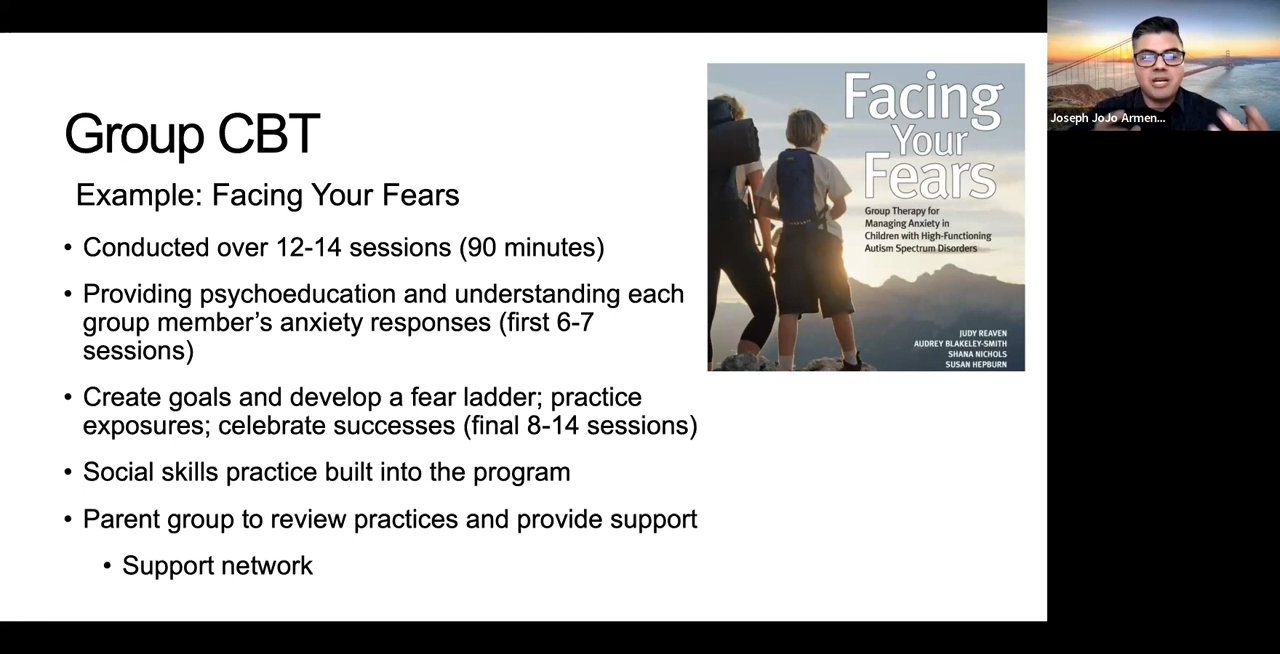 Group CBT
Example: Facing Your Fears
• Conducted over 12-14 sessions (90 minutes)
• Providing psychoeducation and understanding each
group member’s anxiety responses (first 6-7
sessions)
• Create goals and develop a fear ladder; practice
exposures; celebrate successes (final 8-14 sessions)
• Social skills practice built into the program
• Parent group to review practices and provide support
• Support network
Facing
Your
Fears
Group Therapy for
Managing Anxiety in
Children with High-Functioning
Autism Spectrum Disorders
JUDY REAVEN
AUDREY BLAKELEY-SMITH
SHANA NICHOLS
SUSAN HEPBURN
Joseph JoJo Armen...